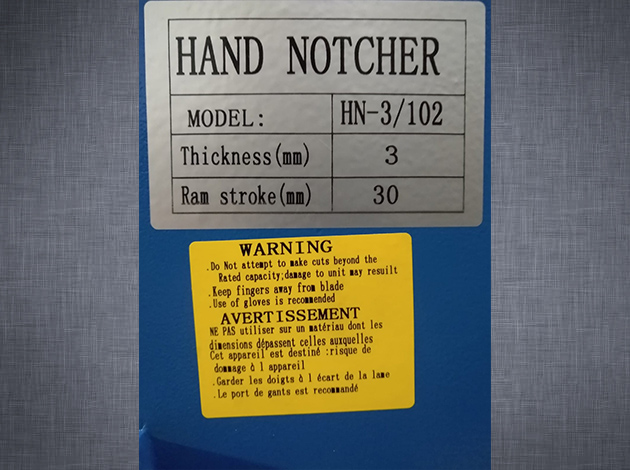 HAND NOTCHER
MODEL: HN-3/102
Thickness(mm) 3
Ram stroke(mm) 30
WARNING
.Do Not attempt to make cuts beyond the
Rated capacity;damage to unit may resuilt
.Keep fingers away from blade
.Use of gloves is recommended
AVERTISSEMENT
NE PAS utiliser sur un matériau dont les
dimensions dépassent celles auxquelles
Cet appareil est destiné :risque de
dommage à l appareil
.Garder les doigts à l écart de la lame
.Le port de gants est recommandé